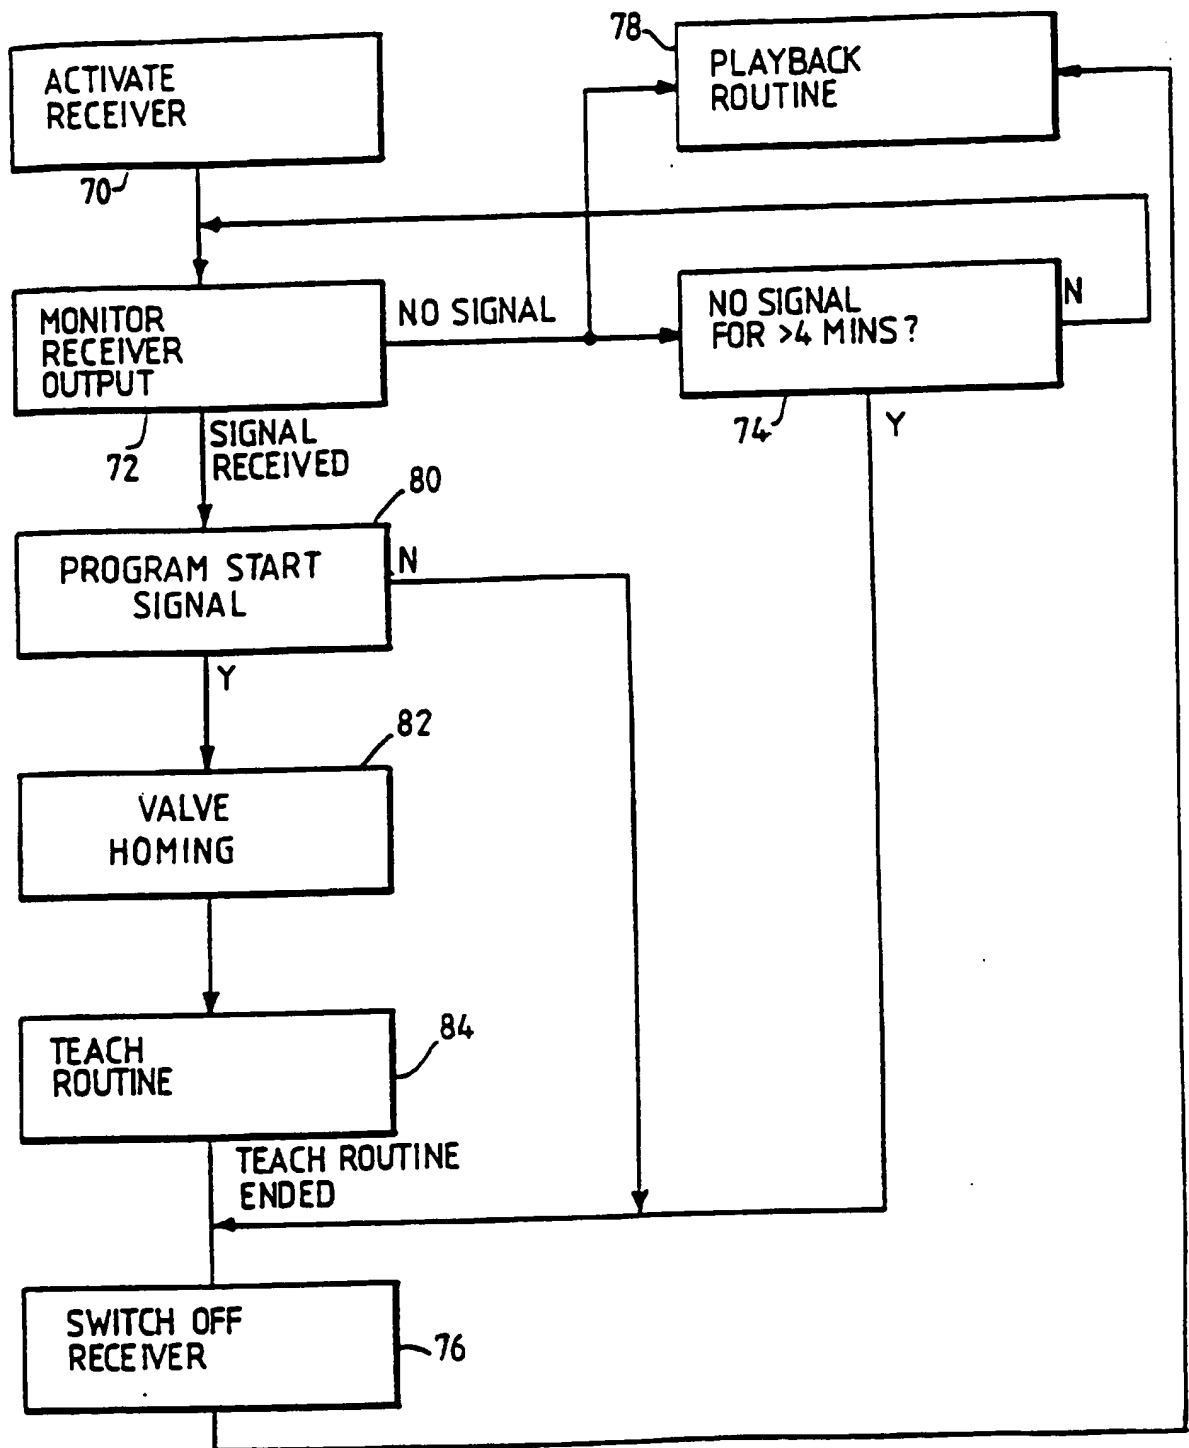 ACTIVATE
RECEIVER
70
78
PLAYBACK
ROUTINE
MONITOR
RECEIVER
OUTPUT
72
NO SIGNAL
NO SIGNAL
FOR >4 MINS?
74
N
Y
SIGNAL
RECEIVED
80
PROGRAM START
SIGNAL
N
Y
82
VALVE
HOMING
84
TEACH
ROUTINE
TEACH ROUTINE
ENDED
SWITCH OFF
RECEIVER
76